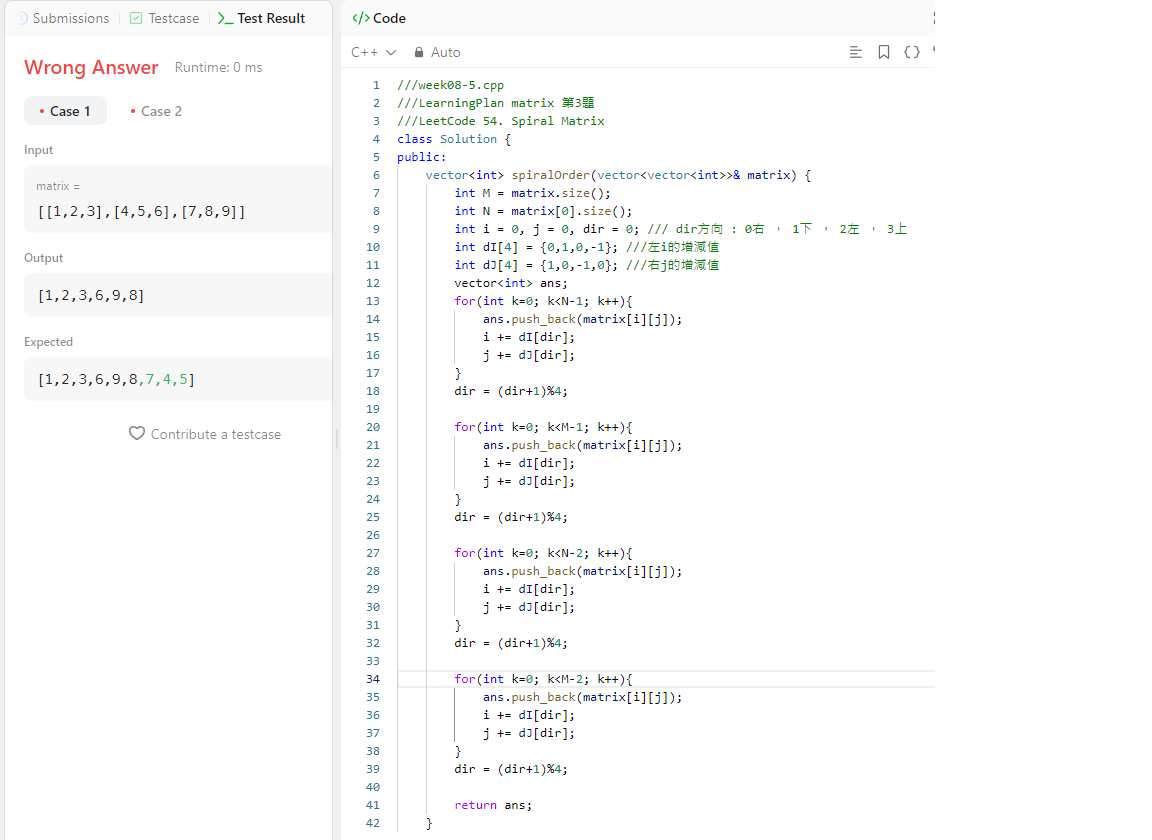 Submissions Testcase Test Result
Wrong Answer Runtime: 0 ms
Case 1 Case 2
Input
matrix =
[[1,2,3],[4,5,6],[7,8,9]]
Output
[1,2,3,6,9,8]
Expected
[1,2,3,6,9,8,7,4,5]
Contribute a testcase
Code
C++ Auto
1 ///week08-5.cpp
2 ///LearningPlan matrix 第3題
3 ///LeetCode 54. Spiral Matrix
4 class Solution {
5 public:
6 vector<int> spiralOrder(vector<vector<int>>& matrix) {
7 int M = matrix.size();
8 int N = matrix[0].size();
9 int i = 0, j = 0, dir = 0; /// dir方向 : 0右 , 1下 , 2左 , 3上
10 int dI[4] = {0,1,0,-1}; ///左i的增減值
11 int dJ[4] = {1,0,-1,0}; ///右j的增減值
12 vector<int> ans;
13 for(int k=0; k<N-1; k++){
14 ans.push_back(matrix[i][j]);
15 i += dI[dir];
16 j += dJ[dir];
17 }
18 dir = (dir+1)%4;
19
20 for(int k=0; k<M-1; k++){
21 ans.push_back(matrix[i][j]);
22 i += dI[dir];
23 j += dJ[dir];
24 }
25 dir = (dir+1)%4;
26
27 for(int k=0; k<N-2; k++){
28 ans.push_back(matrix[i][j]);
29 i += dI[dir];
30 j += dJ[dir];
31 }
32 dir = (dir+1)%4;
33
34 for(int k=0; k<M-2; k++){
35 ans.push_back(matrix[i][j]);
36 i += dI[dir];
37 j += dJ[dir];
38 }
39 dir = (dir+1)%4;
40
41 return ans;
42 }